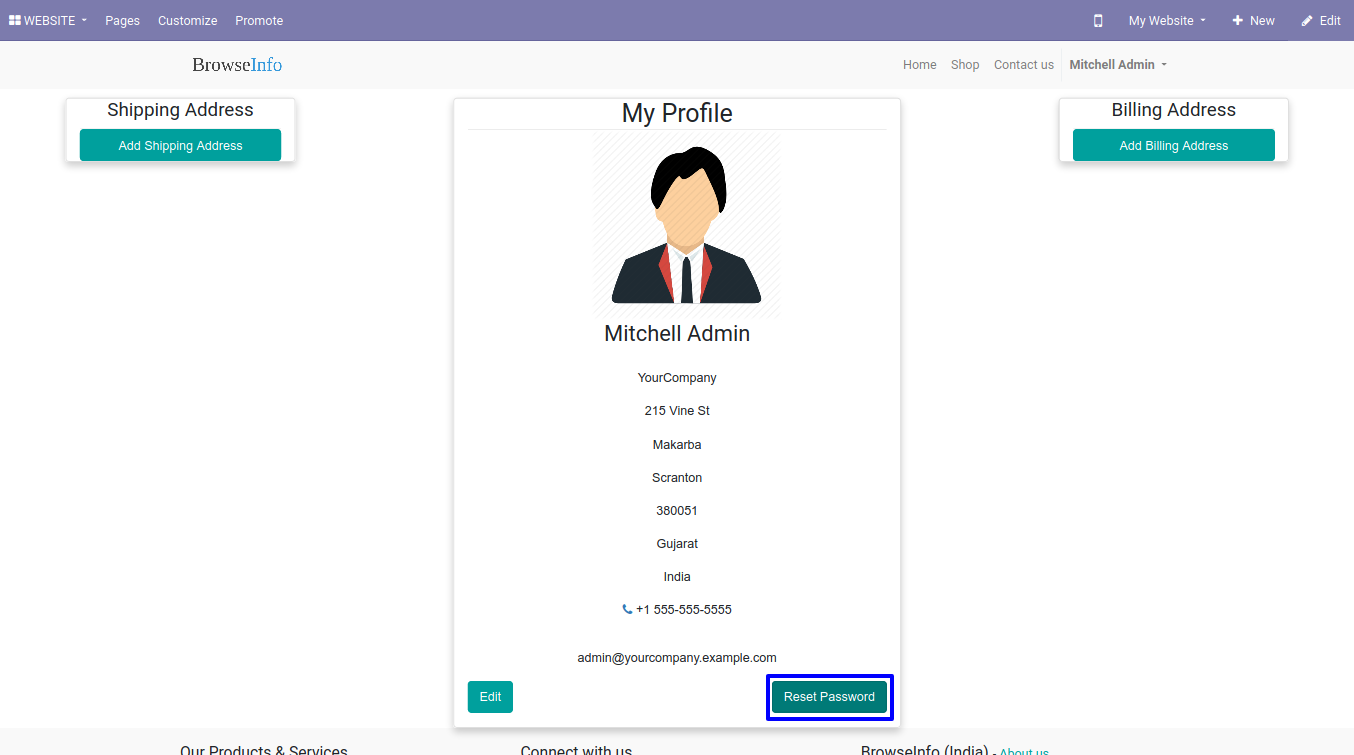 WEBSITE Pages Customize Promote My Website New Edit
BrowseInfo Home Shop Contact us Mitchell Admin
Shipping Address
Add Shipping Address
My Profile
Mitchell Admin
YourCompany
215 Vine St
Makarba
Scranton
380051
Gujarat
India
+1 555-555-5555
admin@yourcompany.example.com
Edit Reset Password
Billing Address
Add Billing Address
Our Products & Services Connect with us BrowseInfo (India) - About us